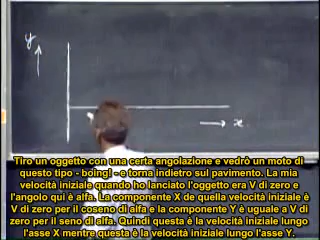 y
x
Tiro un oggetto con una certa angolazione e vedrò un moto di
questo tipo - boing! - e torna indietro sul pavimento. La mia
velocità iniziale quando ho lanciato l'oggetto era V di zero e
l'angolo qui è alfa. La componente X de quella velocità iniziale è
V di zero per il coseno di alfa e la componente Y è uguale a V di
zero per il seno di alfa. Quindi questa è la velocità iniziale lungo
l'asse X mentre questa è la velocità iniziale lungo l'asse Y.